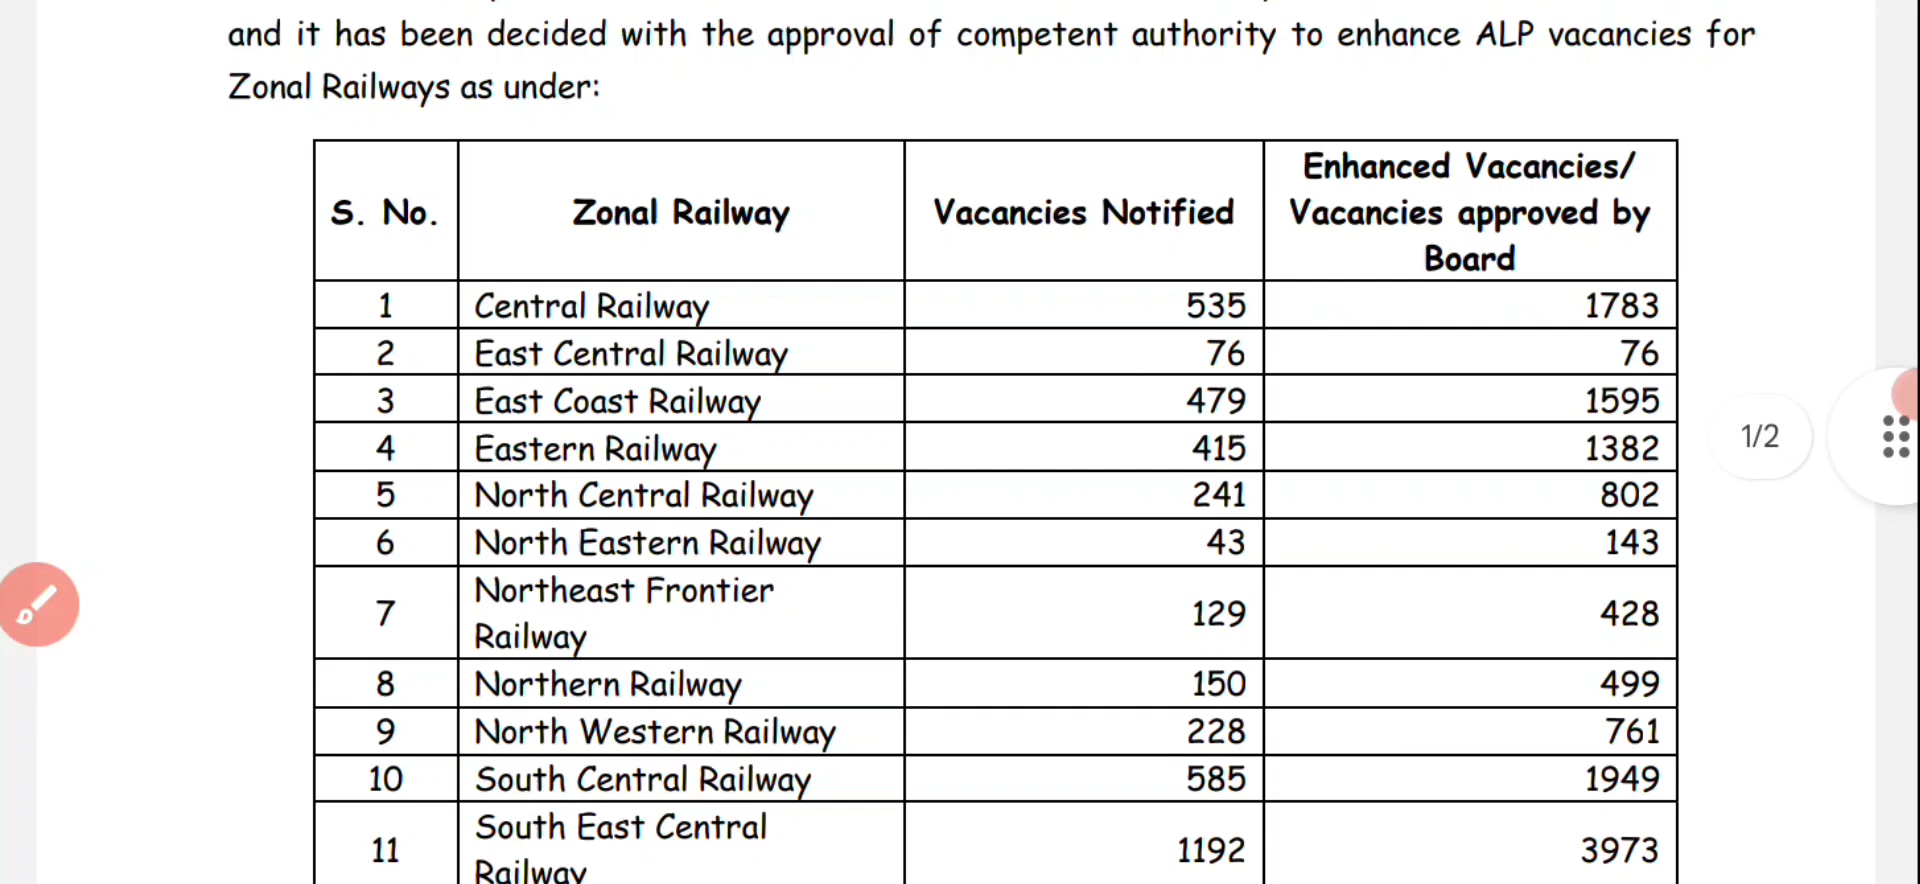 and it has been decided with the approval of competent authority to enhance ALP vacancies for
Zonal Railways as under:
S. No. Zonal Railway Vacancies Notified Enhanced Vacancies/ Vacancies approved by Board
1 Central Railway 535 1783
2 East Central Railway 76 76
3 East Coast Railway 479 1595
4 Eastern Railway 415 1382
5 North Central Railway 241 802
6 North Eastern Railway 43 143
7 Northeast Frontier Railway 129 428
8 Northern Railway 150 499
9 North Western Railway 228 761
10 South Central Railway 585 1949
11 South East Central Railway 1192 3973
1/2